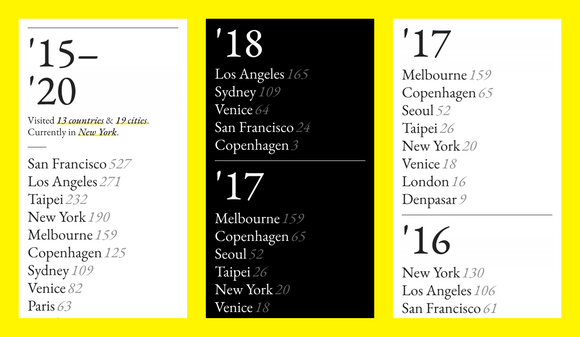 '15–
'20
Visited 13 countries & 19 cities.
Currently in New York.
San Francisco 527
Los Angeles 271
Taipei 232
New York 190
Melbourne 159
Copenhagen 125
Sydney 109
Venice 82
Paris 63
'18
Los Angeles 165
Sydney 109
Venice 64
San Francisco 24
Copenhagen 3
'17
Melbourne 159
Copenhagen 65
Seoul 52
Taipei 26
New York 20
Venice 18
'17
Melbourne 159
Copenhagen 65
Seoul 52
Taipei 26
New York 20
Venice 18
London 16
Denpasar 9
'16
New York 130
Los Angeles 106
San Francisco 61